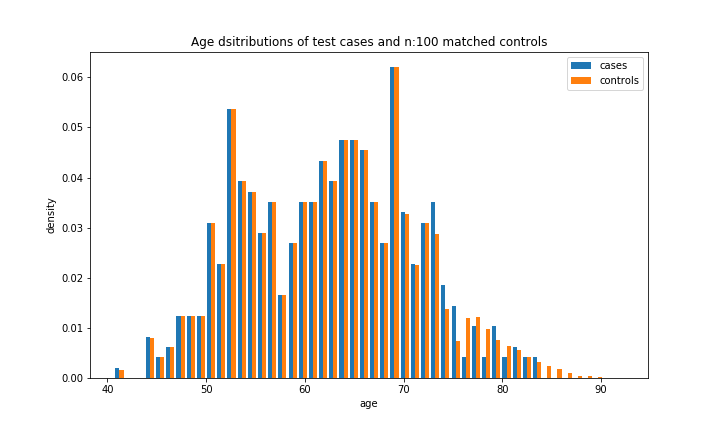 Age dsitributions of test cases and n:100 matched controls
cases
controls
0.06
0.05
0.04
0.03
0.02
0.01
0.00
density
40 50 60 70 80 90
age